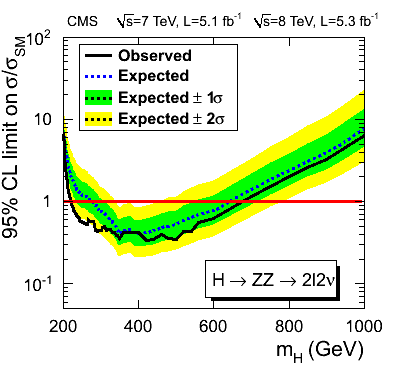 CMS √s=7 TeV, L=5.1 fb⁻¹ √s=8 TeV, L=5.3 fb⁻¹
95% CL limit on σ/σSM
10²
10
1
10⁻¹
Observed
Expected
Expected ± 1σ
Expected ± 2σ
H → ZZ → 2l2ν
200 400 600 800 1000
mH (GeV)